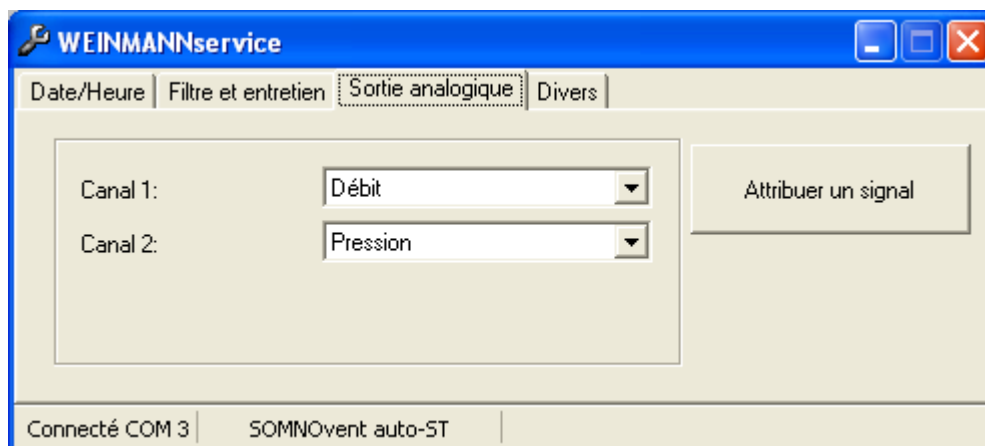 WEINMANNservice
Date/Heure Filtre et entretien Sortie analogique Divers
Canal 1: Débit
Attribuer un signal
Canal 2: Pression
Connecté COM 3 SOMNOvent auto-ST